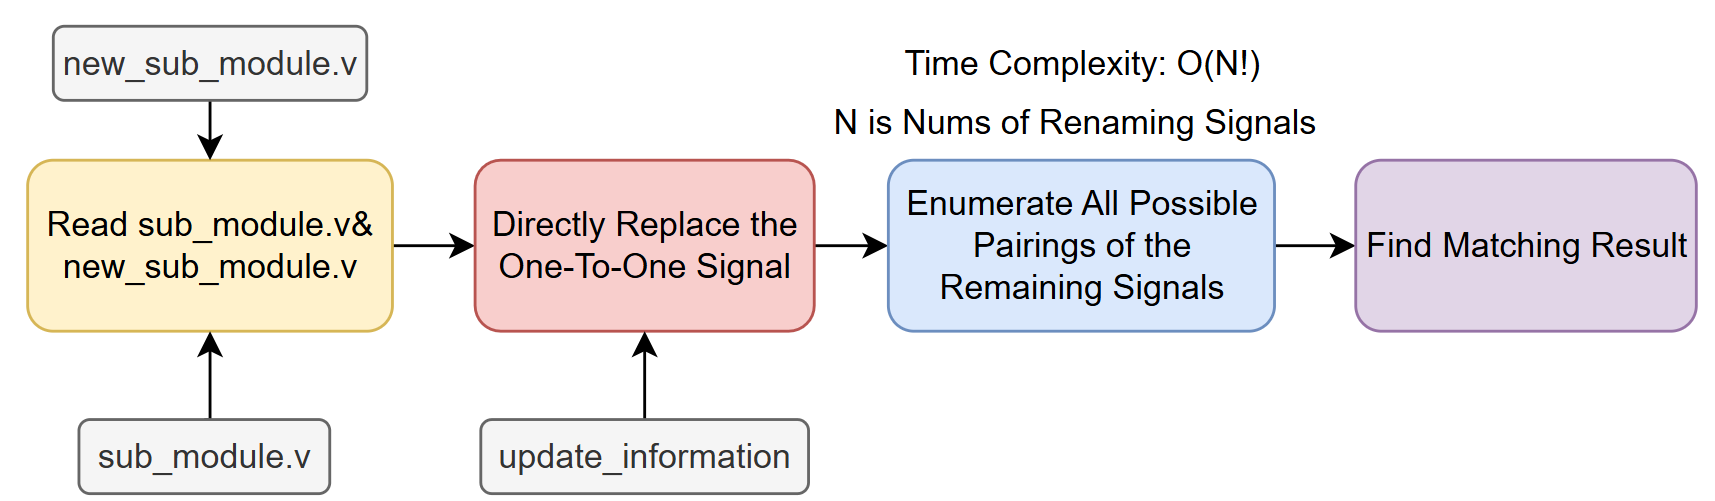 new_sub_module.v
Time Complexity: O(N!)
N is Nums of Renaming Signals
Read sub_module.v&
new_sub_module.v
Directly Replace the
One-To-One Signal
Enumerate All Possible
Pairings of the
Remaining Signals
Find Matching Result
sub_module.v
update_information